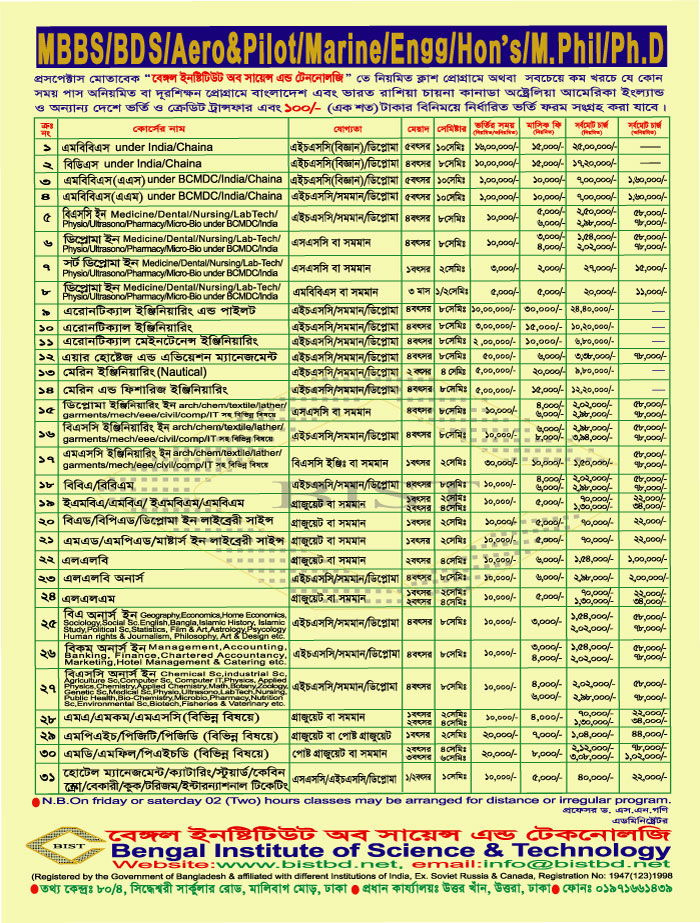 MBBS/BDS/Aero&Pilot/Marine/Engg/Hon's/M.Phil/Ph.D
প্রসপেক্টাস মোতাবেক “বেঙ্গল ইনষ্টিটিউট অব সায়েন্স এন্ড টেননোলজি” তে নিয়মিত ক্লাশ প্রোগ্রামে অথবা সবচেয়ে কম খরচে যে কোন
সময় পাস অনিয়মিত বা দূরশিক্ষন প্রোগ্রামে বাংলাদেশ এবং ভারত রাশিয়া চায়না কানাডা অষ্ট্রেলিয়া আমেরিকা ইংল্যান্ড
ও অন্যান্য দেশে ভর্তি ও ক্রেডিট ট্রান্সফার এবং ১০০/- (এক শত) টাকার বিনিময়ে নির্ধারিত ভর্তি ফরম সংগ্রহ করা যাবে।
ক্রঃ নং কোর্সের নাম যোগ্যতা মেয়াদ সেমিষ্টার ভর্তির সময় (নিয়মিত/অনিয়মিত) মাসিক ফি (নিয়মিত) সর্বমোট চার্জ (নিয়মিত) সর্বমোট চার্জ (অনিয়মিত)
১ এমবিবিএস under India/Chaina এইচএসসি(বিজ্ঞান)/ডিপ্লোমা ৫বৎসর ১০সেমিঃ ১৬,০০,০০০/- ১৫,০০০/- ২৫,০০,০০০/- —
২ বিডিএস under India/Chaina এইচএসসি(বিজ্ঞান)/ডিপ্লোমা ৪বৎসর ৮সেমিঃ ১০,০০,০০০/- ১৫,০০০/- ১৭,২০,০০০/- —
৩ এমবিবিএস(এএস) under BCMDC/India/Chaina এইচএসসি(বিজ্ঞান)/ডিপ্লোমা ৫বৎসর ১০সেমিঃ ১,০০,০০০/- ১০,০০০/- ৭,০০,০০০/- ১,৬০,০০০/-
৪ এমবিবিএস(এএম) under BCMDC/India/Chaina এইচএসসি/সমমান/ডিপ্লোমা ৫বৎসর ১০সেমিঃ ১,০০,০০০/- ১০,০০০/- ৭,০০,০০০/- ১,৬০,০০০/-
৫ বিএসসি ইন Medicine/Dental/Nursing/LabTech/ এইচএসসি/সমমান/ডিপ্লোমা ৪বৎসর ৮সেমিঃ ১০,০০০/- ৫,০০০/- ২,৫০,০০০/- ৫৮,০০০/-
Physio/Ultrasono/Pharmacy/Micro-Bio under BCMDC/India ৬,০০০/- ২,৯৮,০০০/- ৭৮,০০০/-
৬ ডিপ্লোমা ইন Medicine/Dental/Nursing/Lab-Tech/ এসএসসি বা সমমান ৪বৎসর ৮সেমিঃ ১০,০০০/- ৩,০০০/- ১,৫৪,০০০/- ৫৮,০০০/-
Physio/Ultrasono/Pharmacy/Micro-Bio under BCMDC/India ৪,০০০/- ২,০২,০০০/- ৭৮,০০০/-
৭ সর্ট ডিপ্লোমা ইন Medicine/Dental/Nursing/Lab-Tech/ এসএসসি বা সমমান ১বৎসর ২সেমিঃ ৩,০০০/- ২,০০০/- ২৭,০০০/- ১৫,০০০/-
Physio/Ultrasono/Pharmacy/Micro-Bio under BCMDC/India
৮ ডিপ্লোমা ইন Medicine/Dental/Nursing/Lab-Tech/ এমবিবিএস বা সমমান ৩ মাস ১/২সেমিঃ ৫,০০০/- ৫,০০০/- ২০,০০০/- ১১,০০০/-
Physio/Ultrasono/Pharmacy/Micro-Bio under BCMDC/India
৯ এরোনটিক্যাল ইঞ্জিনিয়ারিং এন্ড পাইলট এইচএসসি/সমমান/ডিপ্লোমা ৪বৎসর ৮সেমিঃ ১০,০০,০০০/- ৩০,০০০/- ২৪,৪০,০০০/- —
১০ এরোনটিক্যাল ইঞ্জিনিয়ারিং এইচএসসি/সমমান/ডিপ্লোমা ৪বৎসর ৮সেমিঃ ৩,০০,০০০/- ১৫,০০০/- ১০,২০,০০০/- —
১১ এরোনটিক্যাল মেইনটেনেন্স ইঞ্জিনিয়ারিং এইচএসসি/সমমান/ডিপ্লোমা ৪বৎসর ৮সেমিঃ ২,০০,০০০/- ১০,০০০/- ৬,৮০,০০০/- —
১২ এয়ার হোষ্টেজ এন্ড এভিয়েশন ম্যানেজমেন্ট এইচএসসি/সমমান/ডিপ্লোমা ৪বৎসর ৮সেমিঃ ৫০,০০০/- ৬,০০০/- ৩,৩৮,০০০/- ৭৮,০০০/-
১৩ মেরিন ইঞ্জিনিয়ারিং(Nautical) এইচএসসি/সমমান/ডিপ্লোমা ২ বৎসর ৪ সেমিঃ ৫,০০,০০০/- ২০,০০০/- ৯,৮০,০০০/- —
১৪ মেরিন এন্ড ফিশারিজ ইঞ্জিনিয়ারিং এইচএসসি/সমমান/ডিপ্লোমা ৪বৎসর ৮সেমিঃ ৫,০০,০০০/- ১৫,০০০/- ১২,২০,০০০/- —
১৫ ডিপ্লোমা ইঞ্জিনিয়ারিং ইন arch/chem/textile/lather/ এসএসসি বা সমমান ৪বৎসর ৮সেমিঃ ১০,০০০/- ৪,০০০/- ২,০২,০০০/- ৫৮,০০০/-
garments/mech/eee/civil/comp/IT সহ বিভিন্ন বিষয়ে ৬,০০০/- ২,৯৮,০০০/- ৭৮,০০০/-
১৬ বিএসসি ইঞ্জিনিয়ারিং ইন arch/chem/textile/lather/ এইচএসসি/সমমান/ডিপ্লোমা ৪বৎসর ৮সেমিঃ ১০,০০০/- ৬,০০০/- ২,৯৮,০০০/- ৫৮,০০০/-
garments/mech/eee/civil/comp/IT সহ বিভিন্ন বিষয়ে ৮,০০০/- ৩,৯৪,০০০/- ৭৮,০০০/-
১৭ এমএসসি ইঞ্জিনিয়ারিং ইন arch/chem/textile/lather/ বিএসসি ইঞ্জিঃ বা সমমান ১বৎসর ২সেমিঃ ৩০,০০০/- ১০,০০০/- ১,৫০,০০০/- ৫৮,০০০/-
garments/mech/eee/civil/comp/IT সহ বিভিন্ন বিষয়ে ৭৮,০০০/-
১৮ বিবিএ/বিবিএম এইচএসসি/সমমান/ডিপ্লোমা ৪বৎসর ৮সেমিঃ ১০,০০০/- ৪,০০০/- ২,০২,০০০/- ৫৮,০০০/-
৬,০০০/- ২,৯৮,০০০/- ৭৮,০০০/-
১৯ ইএমবিএ/এমবিএ/ইএমবিএম/এমবিএম গ্রাজুয়েট বা সমমান ১বৎসর ২সেমিঃ ১০,০০০/- ৫,০০০/- ৭০,০০০/- ২২,০০০/-
২বৎসর ৪সেমিঃ ১,৩০,০০০/- ৩৪,০০০/-
২০ বিএড/বিপিএড/ডিপ্লোমা ইন লাইব্রেরী সাইন্স গ্রাজুয়েট বা সমমান ১বৎসর ২সেমিঃ ১০,০০০/- ৫,০০০/- ৭০,০০০/- ২২,০০০/-
২১ এমএড/এমপিএড/মাষ্টার্স ইন লাইব্রেরী সাইন্স গ্রাজুয়েট বা সমমান ১বৎসর ২সেমিঃ ১০,০০০/- ৫,০০০/- ৭০,০০০/- ২২,০০০/-
২২ এলএলবি গ্রাজুয়েট বা সমমান ২বৎসর ৪সেমিঃ ১০,০০০/- ৬,০০০/- ১,৫৪,০০০/- ১,০০,০০০/-
২৩ এলএলবি অনার্স এইচএসসি/সমমান/ডিপ্লোমা ৪বৎসর ৮সেমিঃ ১০,০০০/- ৬,০০০/- ২,৯৮,০০০/- ২,০০,০০০/-
২৪ এলএলএম গ্রাজুয়েট বা সমমান ১বৎসর ২সেমিঃ ১০,০০০/- ৫,০০০/- ৭০,০০০/- ২২,০০০/-
২বৎসর ৪সেমিঃ ১,৩০,০০০/- ৩৪,০০০/-
২৫ বিএ অনার্স ইন Geography,Economics,Home Economics, এইচএসসি/সমমান/ডিপ্লোমা ৪বৎসর ৮সেমিঃ ১০,০০০/- ৩,০০০/- ১,৫৪,০০০/- ৫৮,০০০/-
Sociology,Social Sc.English,Bangla,Islamic History, Islamic ২,০২,০০০/- ৭৮,০০০/-
Study,Political Sc,Statistics, Film & Art,Astrology,Psycology
Human rights & Journalism, Philosophy, Art & Design etc.
২৬ বিকম অনার্স ইন Management,Accounting, এইচএসসি/সমমান/ডিপ্লোমা ৪বৎসর ৮সেমিঃ ১০,০০০/- ৩,০০০/- ১,৫৪,০০০/- ৫৮,০০০/-
Banking, Finance,Chartered Accountancy, ৪,০০০/- ২,০২,০০০/- ৭৮,০০০/-
Marketing,Hotel Management & Catering etc.
২৭ বিএসসি অনার্স ইন Chemical Sc,Industrial Sc, এইচএসসি/সমমান/ডিপ্লোমা ৪বৎসর ৮সেমিঃ ১০,০০০/- ৪,০০০/- ২,০২,০০০/- ৫৮,০০০/-
Agriculture Sc,Computer Sc, Computer IT,Physics, Applied ৬,০০০/- ২,৯৮,০০০/- ৭৮,০০০/-
Physics,Chemistry,Applied Chemistry,Math,Botany,Zoology,
Genetic Sc,Medical Sc,Physio,Ultrasono,LabTech,Nursing,
Public Health,Bio-Chemistry,Microbio,Pharmacy,Nutrition
Sc,Environmental Sc,Biotech,Fisheries & Vaterinary etc.
২৮ এমএ/এমকম/এমএসসি(বিভিন্ন বিষয়ে) গ্রাজুয়েট বা সমমান ১বৎসর ২সেমিঃ ১০,০০০/- ৪,০০০/- ৭০,০০০/- ২২,০০০/-
২বৎসর ৪সেমিঃ ১,৩০,০০০/- ৩৪,০০০/-
২৯ এমপিএইচ/পিজিটি/পিজিডি (বিভিন্ন বিষয়ে) গ্রাজুয়েট বা পোষ্ট গ্রাজুয়েট ১বৎসর ২সেমিঃ ২০,০০০/- ৭,০০০/- ১,০৪,০০০/- ৪৪,০০০/-
৩০ এমডি/এমফিল/পিএইচডি (বিভিন্ন বিষয়ে) পোষ্ট গ্রাজুয়েট বা সমমান ২বৎসর ৪সেমিঃ ২০,০০০/- ৮,০০০/- ২,১২,০০০/- ৭৮,০০০/-
৩বৎসর ৬সেমিঃ ৩,০৮,০০০/- ১,০২,০০০/-
৩১ হোটেল ম্যানেজমেন্ট/ক্যাটারিং/স্টুয়ার্ড/কেবিন এসএসসি/এইচএসসি/ডিপ্লোমা ১/২বৎসর ১সেমিঃ ১০,০০০/- ৫,০০০/- ৪০,০০০/- ২২,০০০/-
ক্রো/বেকারী/কুক/টুরিজম/ইন্টারন্যাশনাল টিকেটিং
N.B.On friday or saterday 02 (Two) hours classes may be arranged for distance or irregular program.
প্রফেসর ড. এস.এন.গণি
এডমিনিষ্ট্রেটর
BIST
বেঙ্গল ইনষ্টিটিউট অব সায়েন্স এন্ড টেকনোলজি
Bengal Institute of Science & Technology
Website:www.bistbd.net, email:info@bistbd.net
(Registered by the Government of Bangladesh & affiliated with different Institutions of India, Ex. Soviet Russia & Canada, Registration No: 1947(123)1998
তথ্য কেন্দ্রঃ ৮০/৪, সিদ্ধেশ্বরী সার্কুলার রোড, মালিবাগ মোড়, ঢাকা প্রধান কার্যালয়ঃ উত্তর খাঁন, উত্তরা, ঢাকা ফোনঃ ০১৯৭১৬৬১৪৩৯